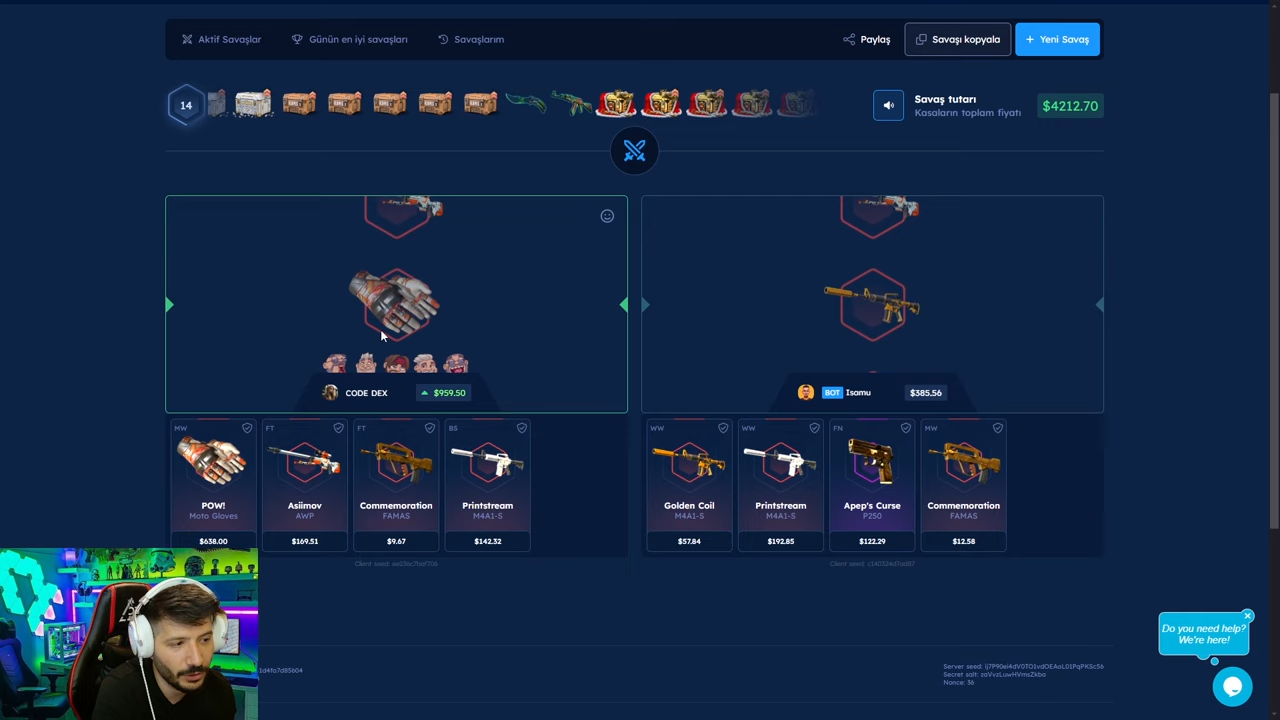 Aktif Savaşlar
Günün en iyi savaşları
Savaşlarım
Paylaş
Savaşı kopyala
+ Yeni Savaş
14
Savaş tutarı
Kasaların toplam fiyatı
$4212.70
CODE DEX
$959.50
BOT Isamu
$385.56
MW
FT
FT
BS
WW
WW
FN
MW
POW!
Moto Gloves
$638.00
Asiimov
AWP
$169.51
Commemoration
FAMAS
$9.67
Printstream
M4A1-S
$142.32
Golden Coil
M4A1-S
$57.84
Printstream
M4A1-S
$192.85
Apep's Curse
P250
$122.29
Commemoration
FAMAS
$12.58
Do you need help?
We're here!
Nonce: 36